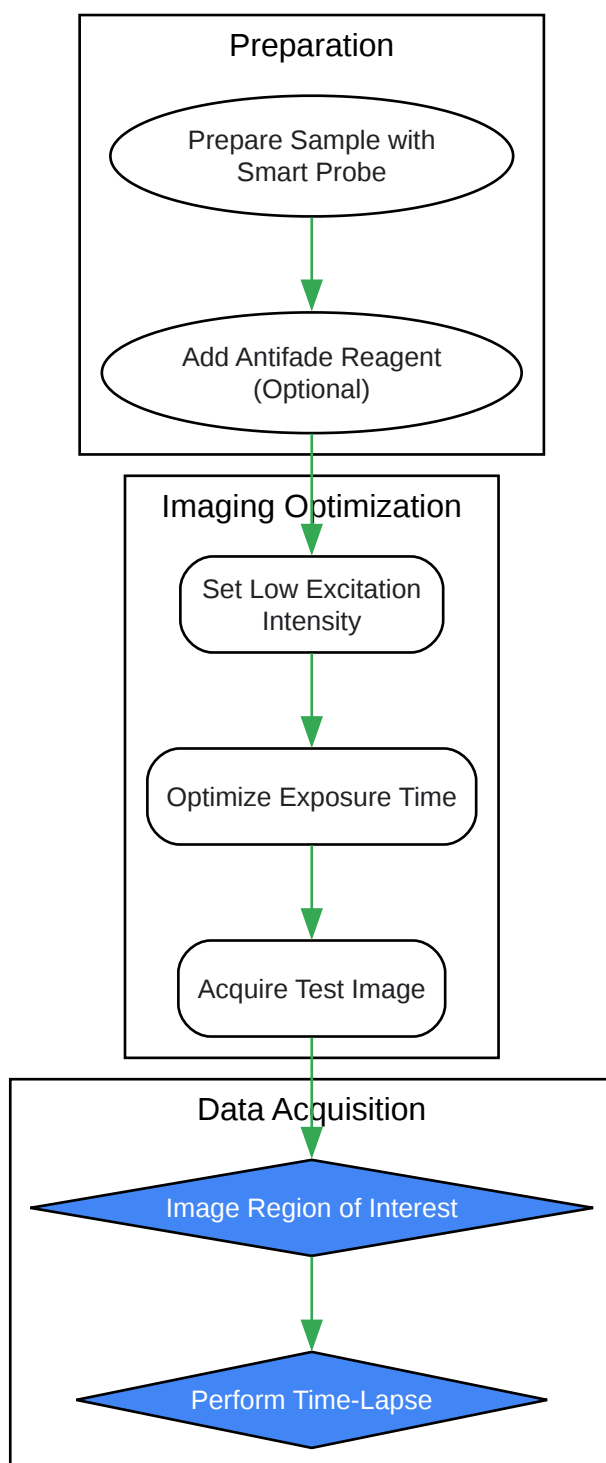 Preparation
Prepare Sample with
Smart Probe
Add Antifade Reagent
(Optional)
Imaging Optimization
Set Low Excitation
Intensity
Optimize Exposure Time
Acquire Test Image
Data Acquisition
Image Region of Interest
Perform Time-Lapse